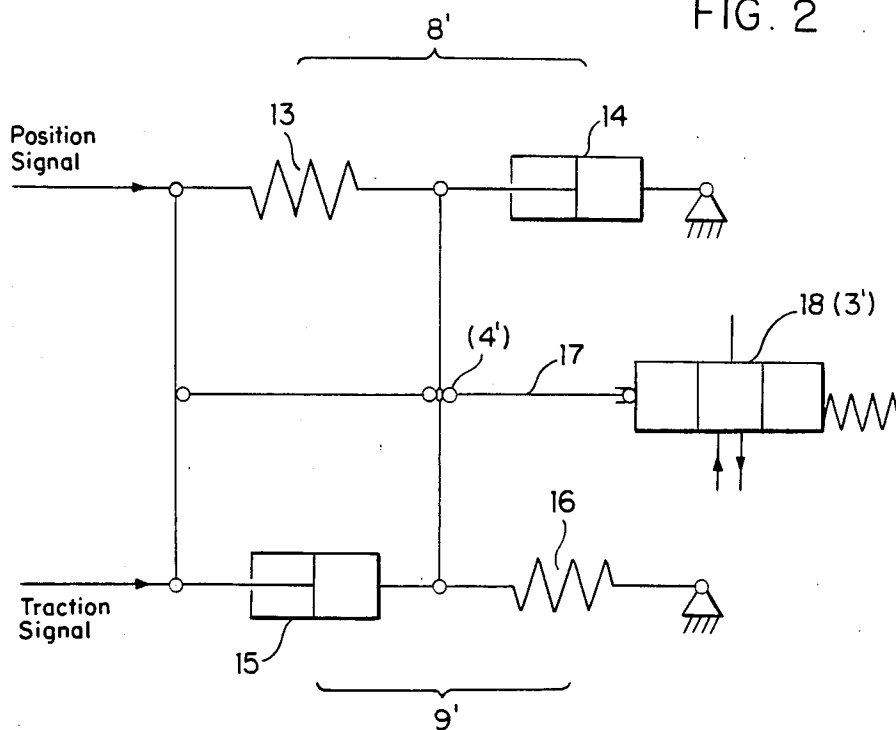 FIG. 2
8'
13
14
Position
Signal
18 (3')
(4')
17
16
Traction
Signal
15
9'